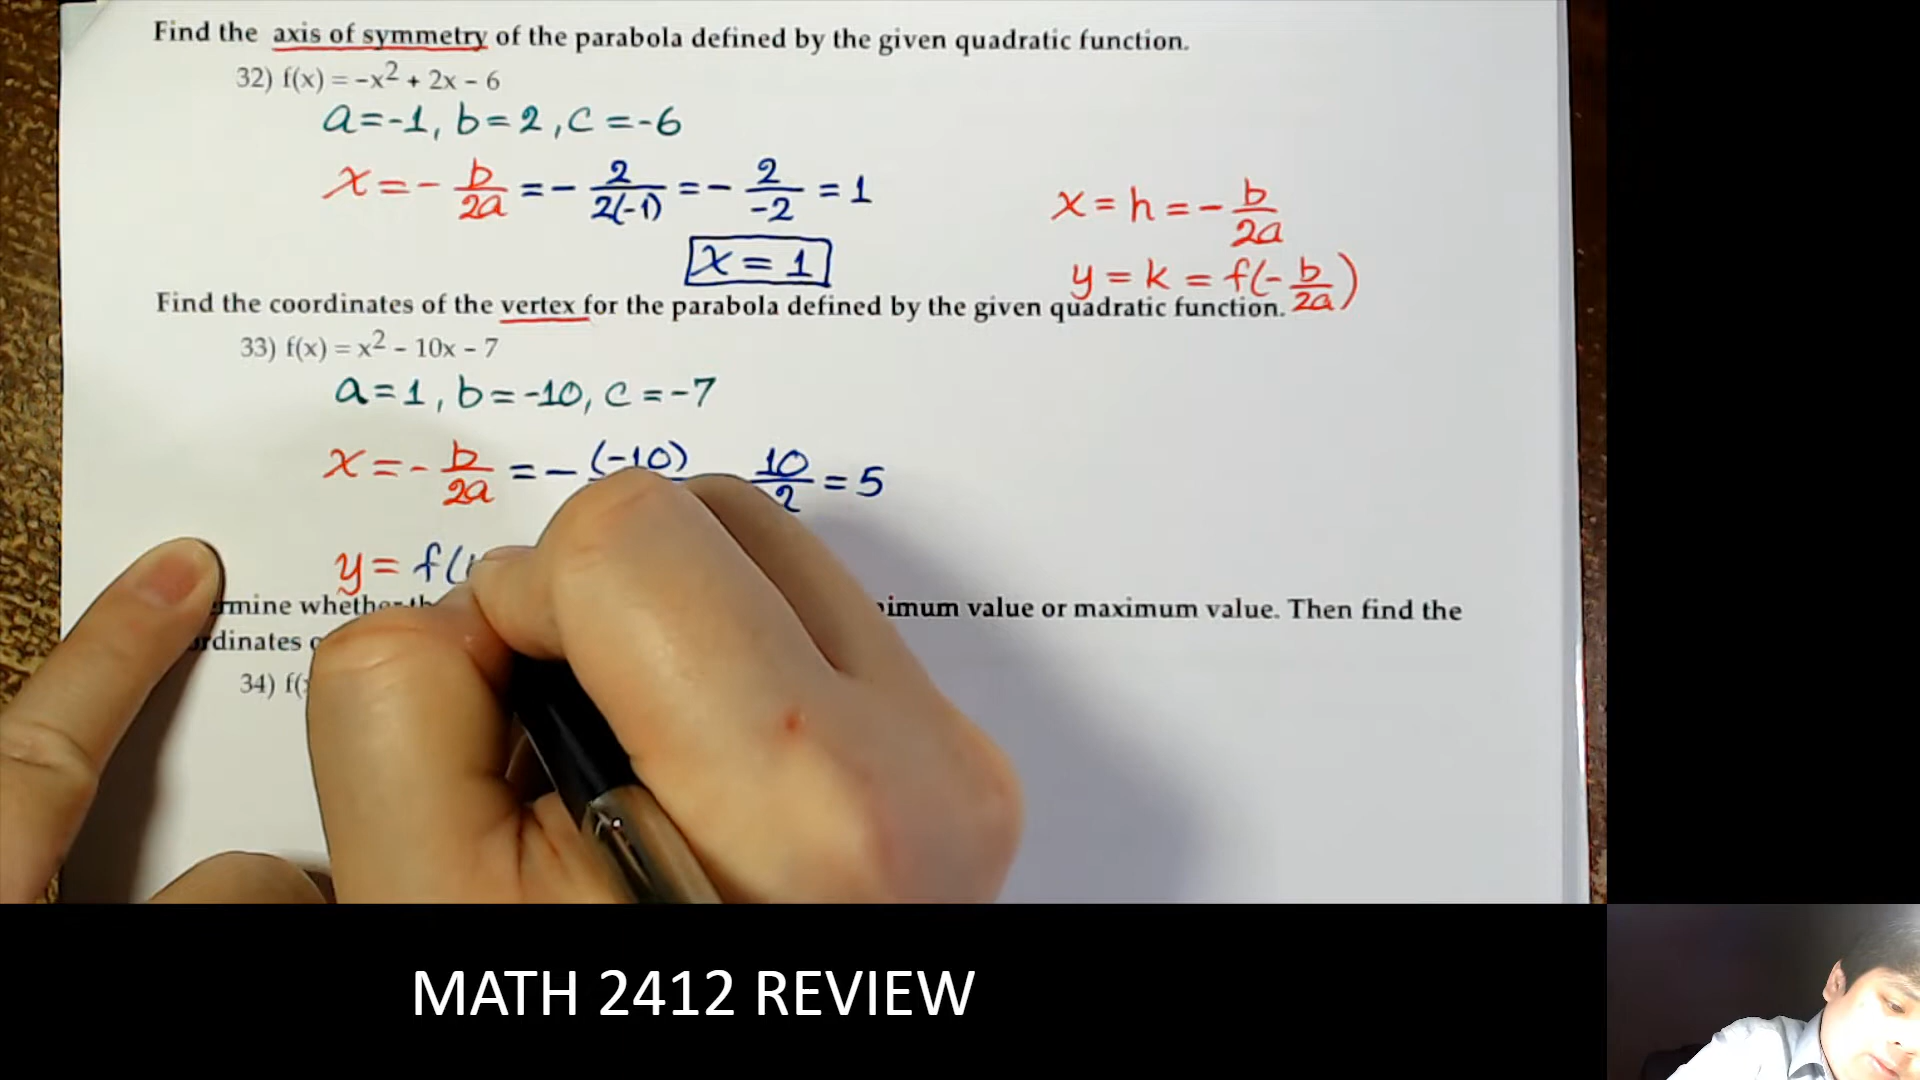 Find the axis of symmetry of the parabola defined by the given quadratic function.
32) f(x) = -x² + 2x - 6
a=-1, b=2, c=-6
x = - b/2a = - 2/2(-1) = - 2/-2 = 1
x = h = - b/2a
x = 1
y = k = f(- b/2a)
Find the coordinates of the vertex for the parabola defined by the given quadratic function.
33) f(x) = x² - 10x - 7
a=1, b=-10, c=-7
x = - b/2a = - (-10) 10/2 = 5
y = f(
whether imum value or maximum value. Then find the
34) f(
MATH 2412 REVIEW